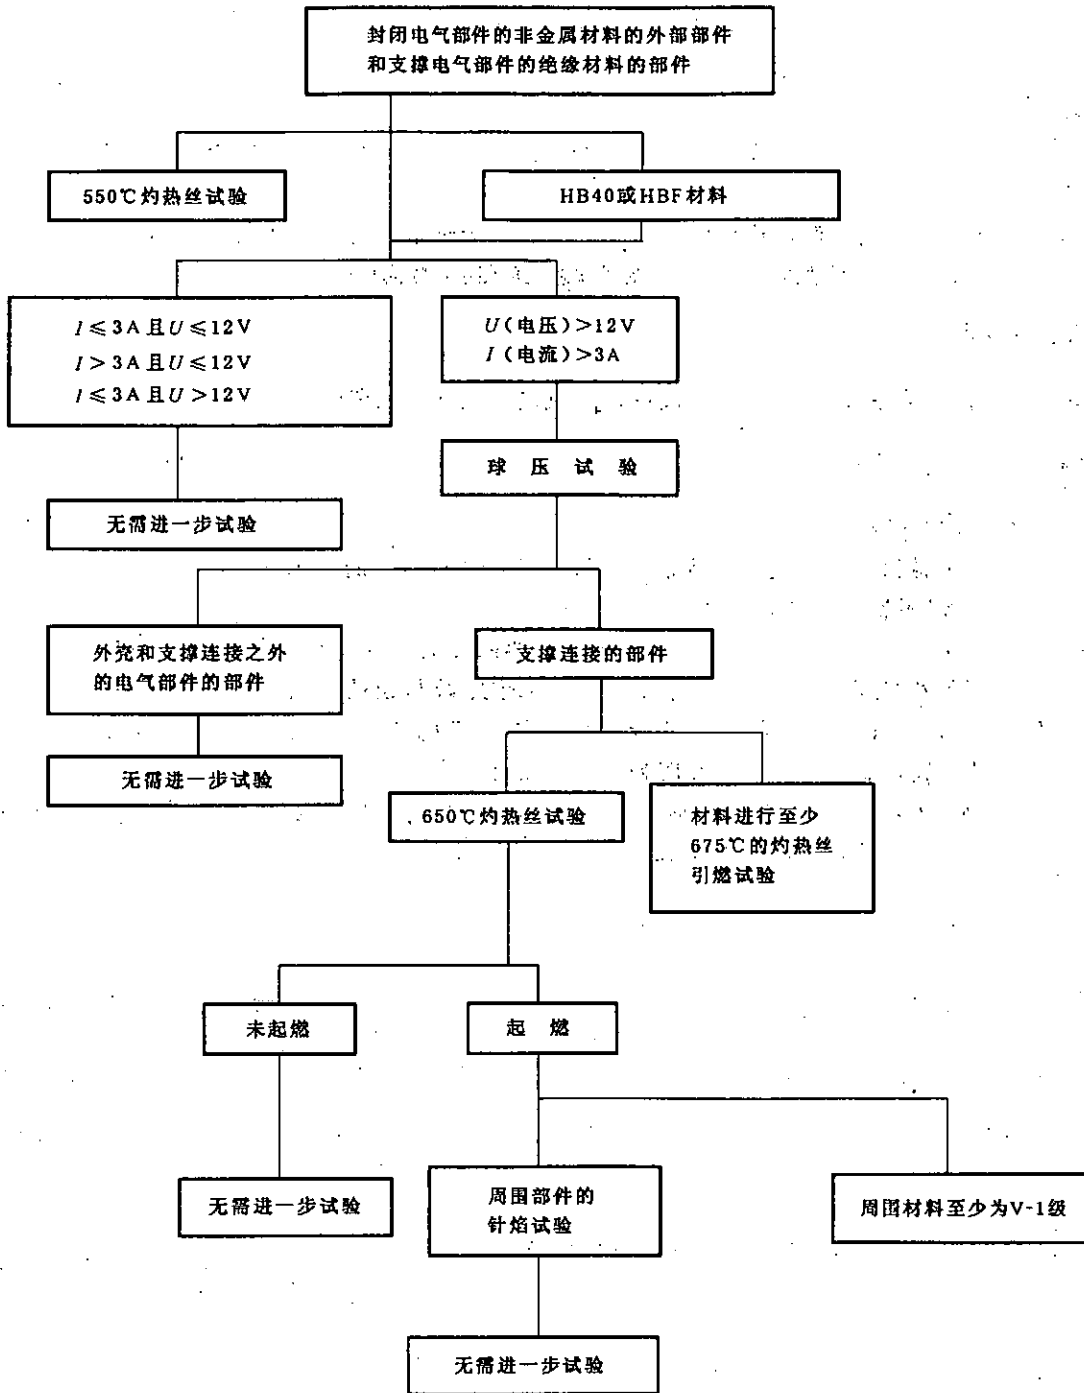 封闭电气部件的非金属材料的外部部件
和支撑电气部件的绝缘材料的部件
550℃灼热丝试验
HB40或HBF材料
I≤3A且U≤12V
I>3A且U≤12V
I≤3A且U>12V
U(电压)>12V
I(电流)>3A
球压试验
无需进一步试验
外壳和支撑连接之外
的电气部件的部件
支撑连接的部件
无需进一步试验
650℃灼热丝试验
材料进行至少
675℃的灼热丝
引燃试验
未起燃
起燃
无需进一步试验
周围部件的
针焰试验
周围材料至少为V-1级
无需进一步试验